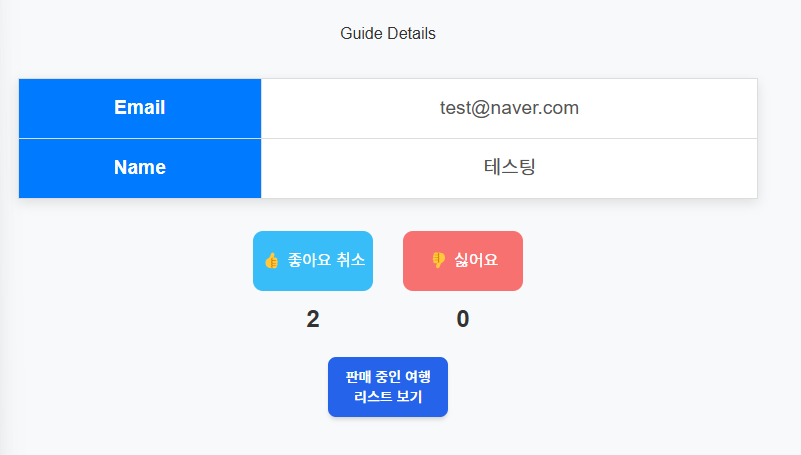 Guide Details
Email test@naver.com
Name 테스팅
👍 좋아요 취소 👎 싫어요
2 0
판매 중인 여행
리스트 보기